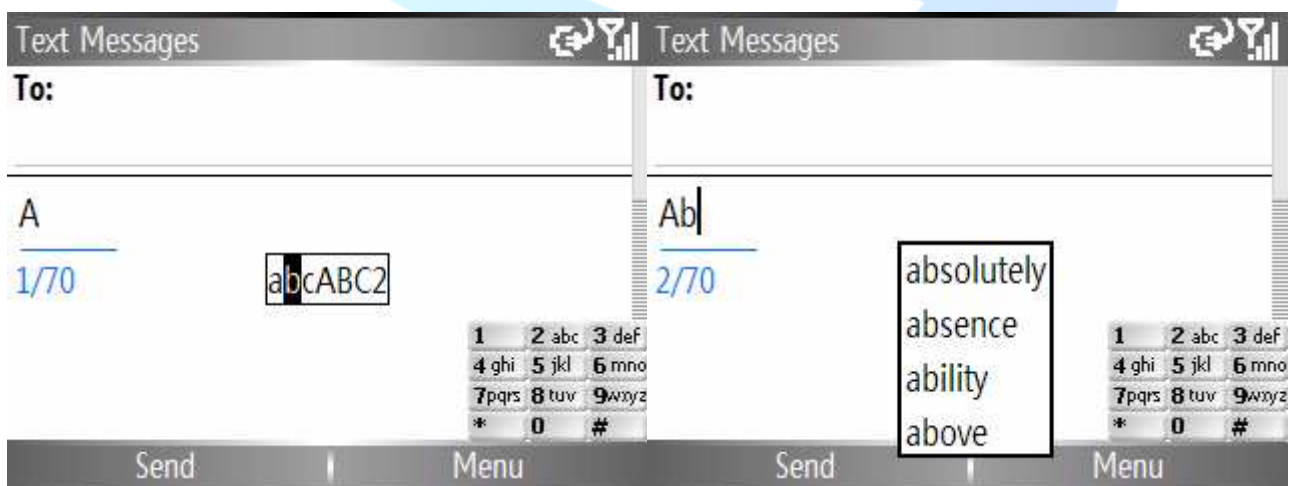 Text Messages
To:
A
1/70
abcABC2
1 2 abc 3 def
4 ghi 5 jkl 6 mno
7pqrs 8 tuv 9wxyz
* 0 #
Send Menu
Text Messages
To:
Ab
2/70
absolutely
absence
ability
above
1 2 abc 3 def
4 ghi 5 jkl 6 mno
7pqrs 8 tuv 9wxyz
* 0 #
Send Menu